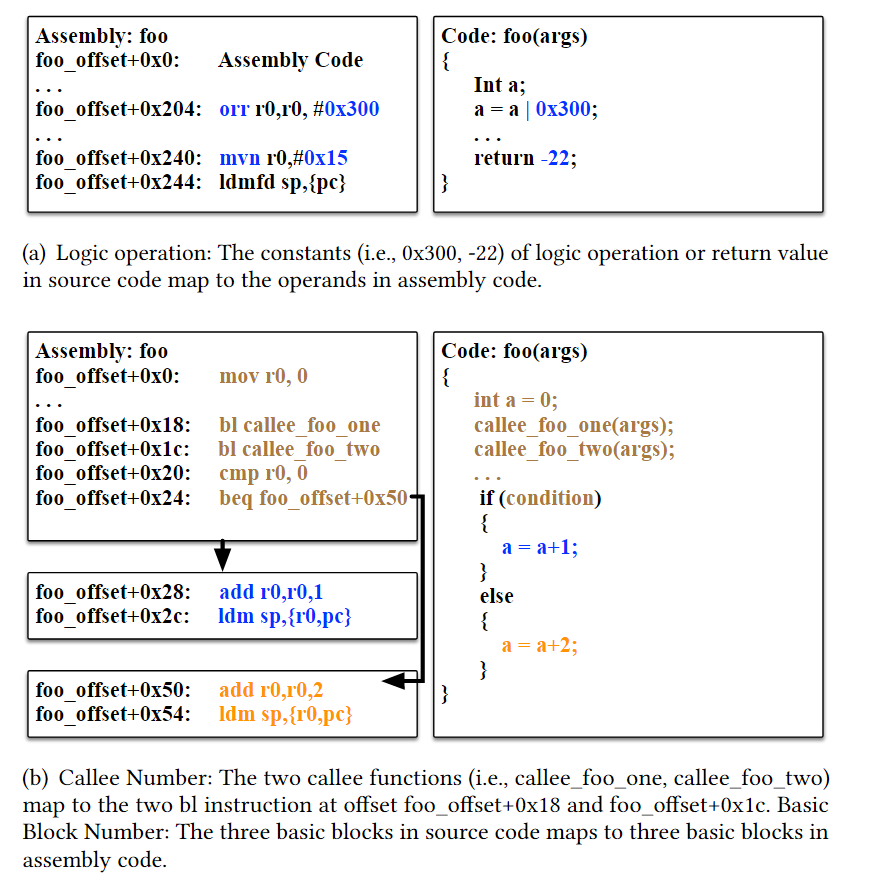 Assembly: foo
foo_offset+0x0: Assembly Code
...
foo_offset+0x204: orr r0,r0, #0x300
...
foo_offset+0x240: mvn r0,#0x15
foo_offset+0x244: ldmfd sp,{pc}
Code: foo(args)
{
Int a;
a = a | 0x300;
...
return -22;
}
(a) Logic operation: The constants (i.e., 0x300, -22) of logic operation or return value
in source code map to the operands in assembly code.
Assembly: foo
foo_offset+0x0: mov r0, 0
...
foo_offset+0x18: bl callee_foo_one
foo_offset+0x1c: bl callee_foo_two
foo_offset+0x20: cmp r0, 0
foo_offset+0x24: beq foo_offset+0x50
foo_offset+0x28: add r0,r0,1
foo_offset+0x2c: ldm sp,{r0,pc}
foo_offset+0x50: add r0,r0,2
foo_offset+0x54: ldm sp,{r0,pc}
Code: foo(args)
{
int a = 0;
callee_foo_one(args);
callee_foo_two(args);
...
if (condition)
{
a = a+1;
}
else
{
a = a+2;
}
}
(b) Callee Number: The two callee functions (i.e., callee_foo_one, callee_foo_two)
map to the two bl instruction at offset foo_offset+0x18 and foo_offset+0x1c. Basic
Block Number: The three basic blocks in source code maps to three basic blocks in
assembly code.